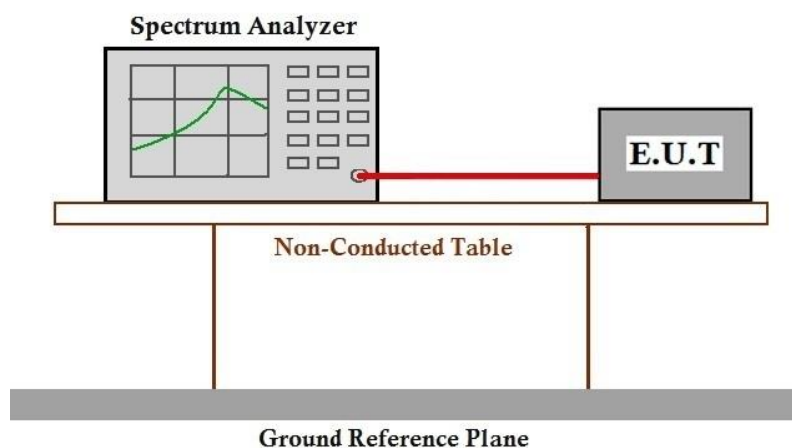 Spectrum Analyzer
E.U.T
Non-Conducted Table
Ground Reference Plane